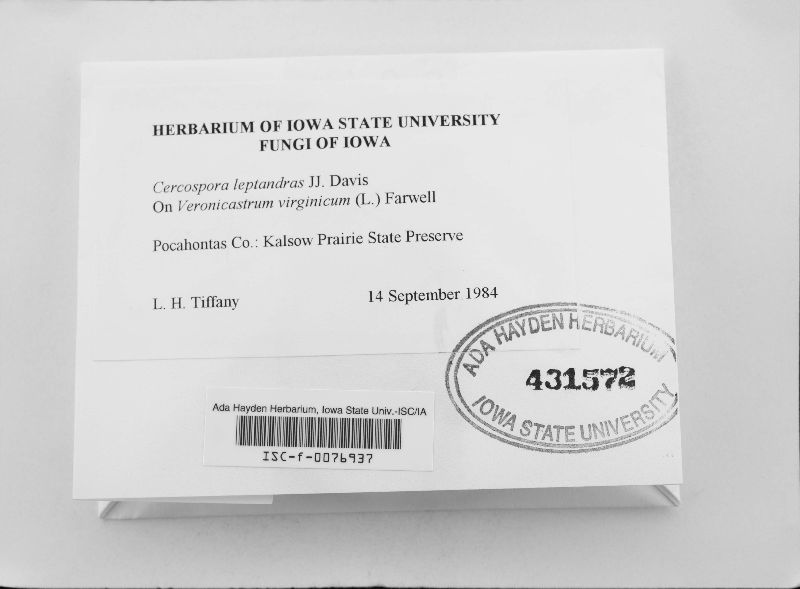 HERBARIUM OF IOWA STATE UNIVERSITY
FUNGI OF IOWA
Cercospora leptandras JJ. Davis
On Veronicastrum virginicum (L.) Farwell
Pocahontas Co.: Kalsow Prairie State Preserve
L. H. Tiffany 14 September 1984
ADA HAYDEN HERBARIUM
431572
IOWA STATE UNIVERSITY
Ada Hayden Herbarium, Iowa State Univ.-ISC/IA
ISC-f-0076937